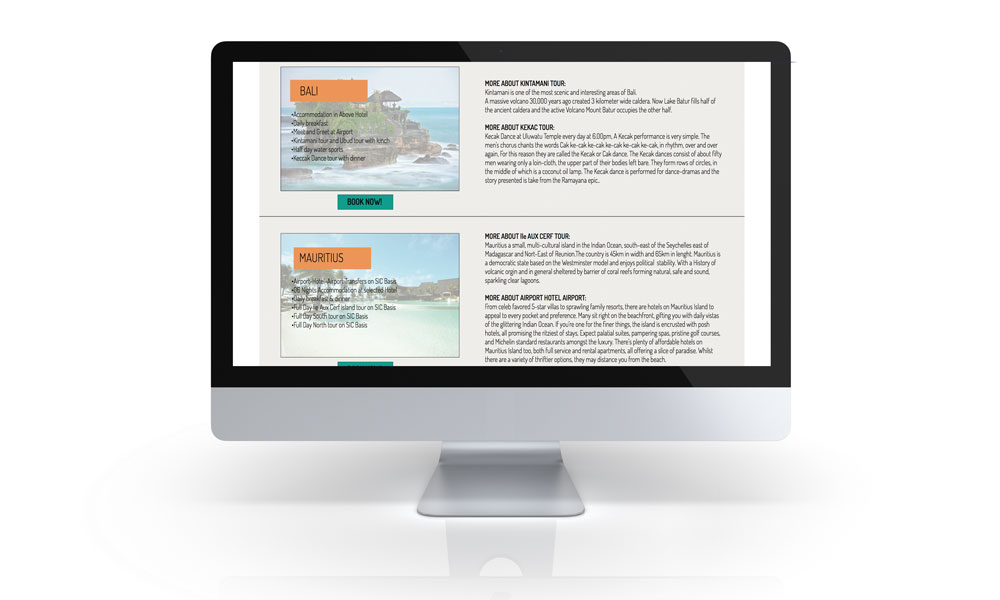 BALI
•Accommodation in Above Hotel
•Daily breakfast
•Meet and Greet at Airport
•Kintamani tour and Ubud tour with lunch
•Half day water sports
•Keccak Dance tour with dinner
BOOK NOW!
MORE ABOUT KINTAMANI TOUR:
Kintamani is one of the most scenic and interesting areas of Bali.
A massive volcano 30,000 years ago created 3 kilometer wide caldera. Now Lake Batur fills half of
the ancient caldera and the active Volcano Mount Batur occupies the other half.
MORE ABOUT KEKAC TOUR:
Kecak Dance at Uluwatu Temple every day at 6.00pm, A Kecak performance is very simple. The
men's chorus chants the words Cak ke-cak ke-cak ke-cak ke-cak ke-cak, in rhythm, over and over
again. For this reason they are called the Kecak or Cak dance. The Kecak dances consist of about fifty
men wearing only a loin-cloth, the upper part of their bodies left bare. They form rows of circles, in
the middle of which is a coconut oil lamp. The Kecak dance is performed for dance-dramas and the
story presented is take from the Ramayana epic..
MAURITIUS
•Airport-Hotel-Airport Transfers on SIC Basis
•06 Nights Accommodation at selected Hotel
•Daily breakfast & dinner
•Full Day Ile Aux Cerf island tour on SIC Basis
•Full Day South tour on SIC Basis
•Full Day North tour on SIC Basis
MORE ABOUT Ile AUX CERF TOUR:
Mauritius a small, multi-cultural island in the Indian Ocean, south-east of the Seychelles east of
Madagascar and Nort-East of Reunion.The country is 45km in width and 65km in lenght. Mauritius is
a democratic state based on the Westminster model and enjoys political stability. With a History of
volcanic orgin and in general sheltered by barrier of coral reefs forming natural, safe and sound,
sparkling clear lagoons.
MORE ABOUT AIRPORT HOTEL AIRPORT:
From celeb favored 5-star villas to sprawling family resorts, there are hotels on Mauritius Island to
appeal to every pocket and preference. Many sit right on the beachfront, gifting you with daily vistas
of the glittering Indian Ocean. If you're one for the finer things, the island is encrusted with posh
hotels, all promising the ritziest of stays. Expect palatial suites, pampering spas, pristine golf courses,
and Michelin standard restaurants amongst the luxury. There's plenty of affordable hotels on
Mauritius Island too, both full service and rental apartments, all offering a slice of paradise. Whilst
there are a variety of thriftier options, they may distance you from the beach.